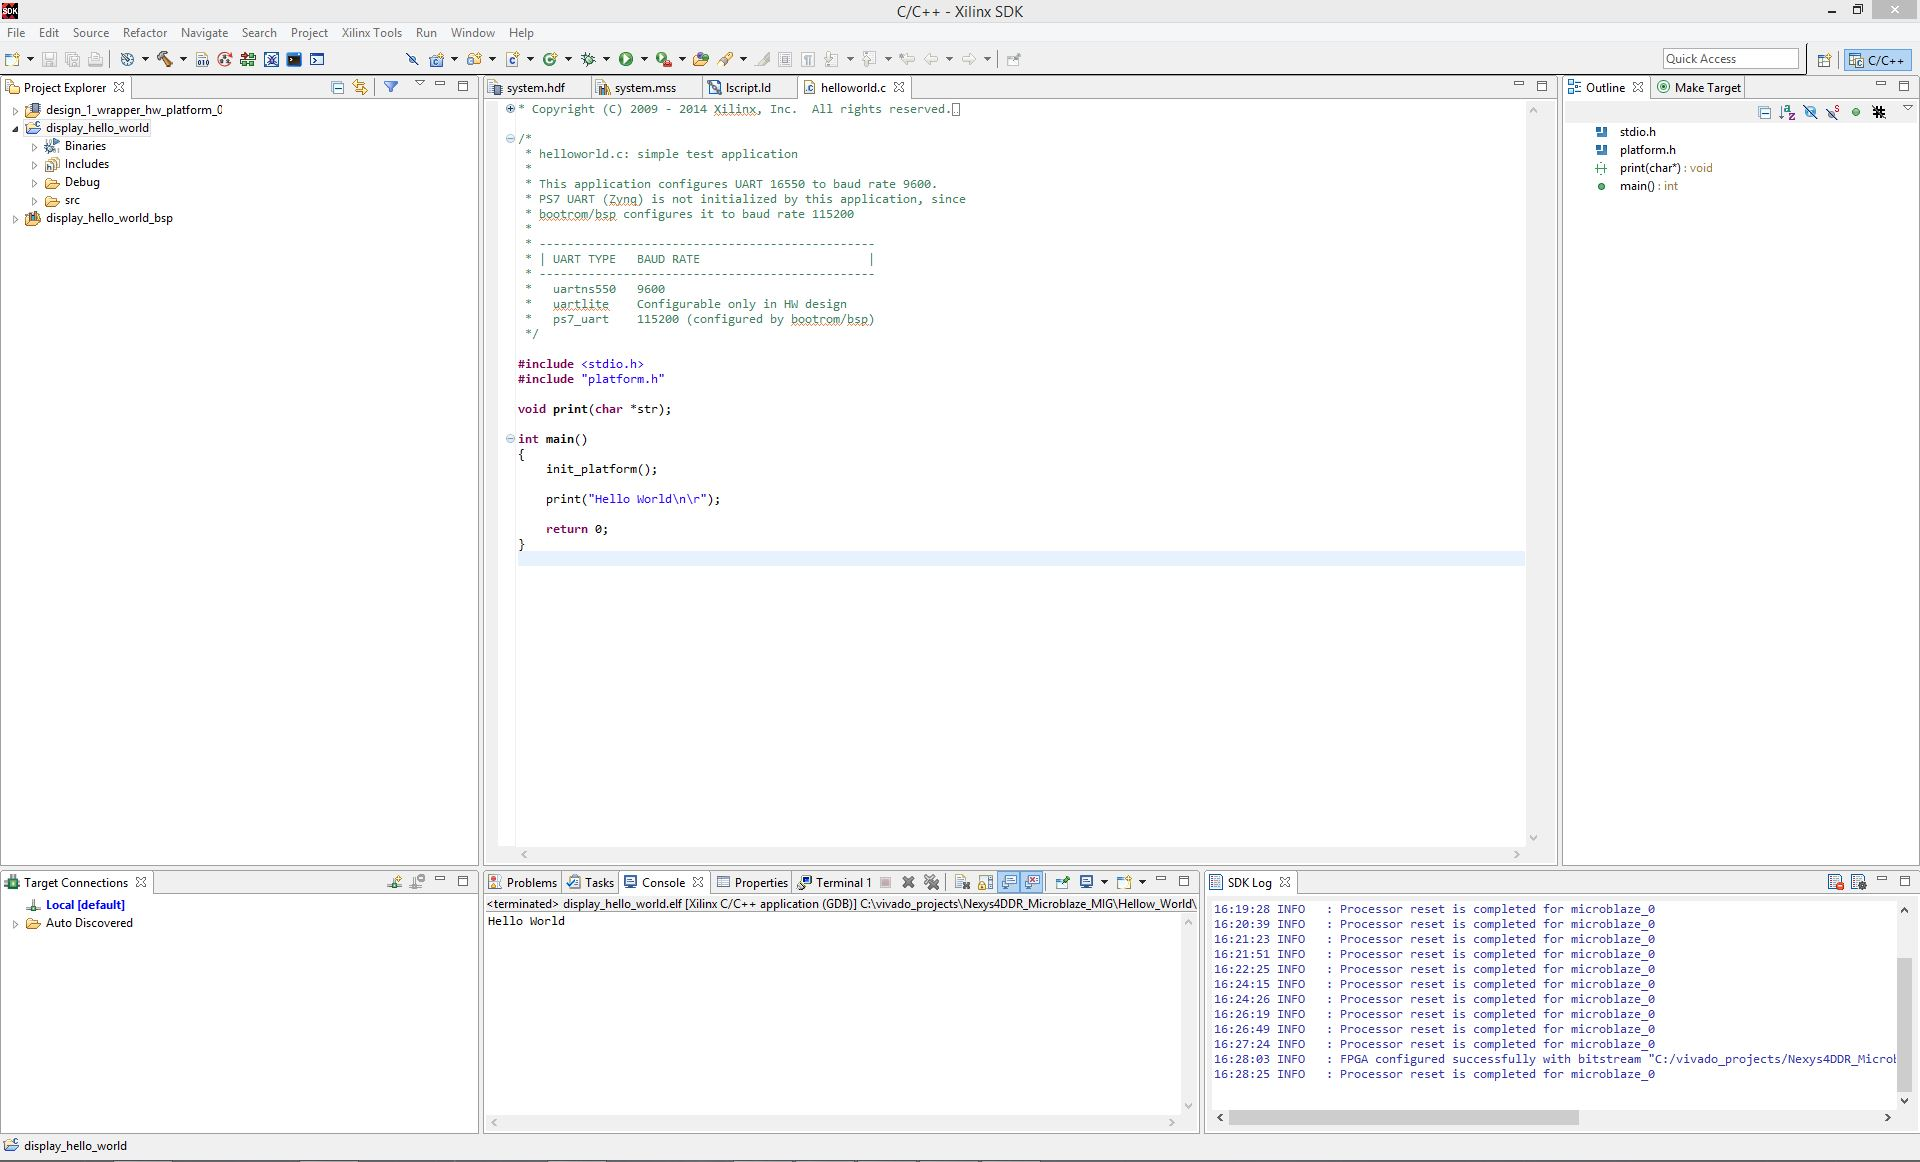 C/C++ - Xilinx SDK
File Edit Source Refactor Navigate Search Project Xilinx Tools Run Window Help
Quick Access
C/C++
Project Explorer
design_1_wrapper_hw_platform_0
display_hello_world
Binaries
Includes
Debug
src
display_hello_world_bsp
system.hdf system.mss lscript.ld helloworld.c
* Copyright (C) 2009 - 2014 Xilinx, Inc.  All rights reserved.
/*
 * helloworld.c: simple test application
 *
 * This application configures UART 16550 to baud rate 9600.
 * PS7 UART (Zynq) is not initialized by this application, since
 * bootrom/bsp configures it to baud rate 115200
 *
 * ------------------------------------------------
 * | UART TYPE   BAUD RATE                        |
 * ------------------------------------------------
 *   uartns550   9600
 *   uartlite    Configurable only in HW design
 *   ps7_uart    115200 (configured by bootrom/bsp)
 */
#include <stdio.h>
#include "platform.h"
void print(char *str);
int main()
{
    init_platform();
    print("Hello World\n\r");
    return 0;
}
Outline Make Target
stdio.h
platform.h
print(char*) : void
main() : int
Target Connections
Local [default]
Auto Discovered
Problems Tasks Console Properties Terminal 1
<terminated> display_hello_world.elf [Xilinx C/C++ application (GDB)] C:\vivado_projects\Nexys4DDR_Microblaze_MIG\Hellow_World\
Hello World
SDK Log
16:19:28 INFO   : Processor reset is completed for microblaze_0
16:20:39 INFO   : Processor reset is completed for microblaze_0
16:21:23 INFO   : Processor reset is completed for microblaze_0
16:21:51 INFO   : Processor reset is completed for microblaze_0
16:22:25 INFO   : Processor reset is completed for microblaze_0
16:24:15 INFO   : Processor reset is completed for microblaze_0
16:24:26 INFO   : Processor reset is completed for microblaze_0
16:26:19 INFO   : Processor reset is completed for microblaze_0
16:26:49 INFO   : Processor reset is completed for microblaze_0
16:27:24 INFO   : Processor reset is completed for microblaze_0
16:28:03 INFO   : FPGA configured successfully with bitstream "C:/vivado_projects/Nexys4DDR_Microb
16:28:25 INFO   : Processor reset is completed for microblaze_0
display_hello_world